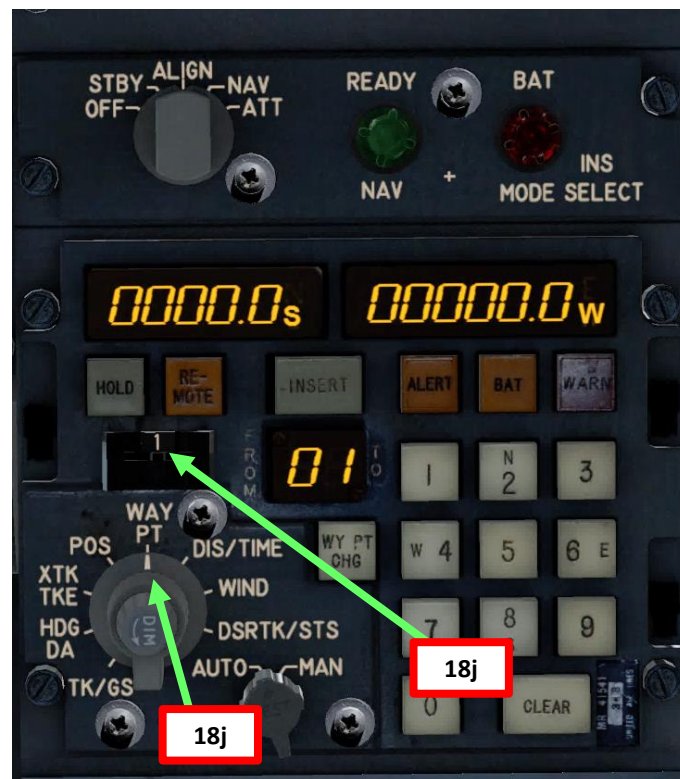 ALIGN
STBY NAV
OFF ATT
READY BAT
NAV
INS
MODE SELECT
0000.0 S 00000.0 W
HOLD RE-MOTE INSERT ALERT BAT WARN
1
FROM 01 TO
1 N 2 3
WAY PT
POS DIS/TIME
WY PT CHG
W 4 5 6 E
XTK TKE WIND
HDG DA DSRTK/STS
DIM
7 8 9
AUTO MAN
TK/GS
0 CLEAR
18j
18j